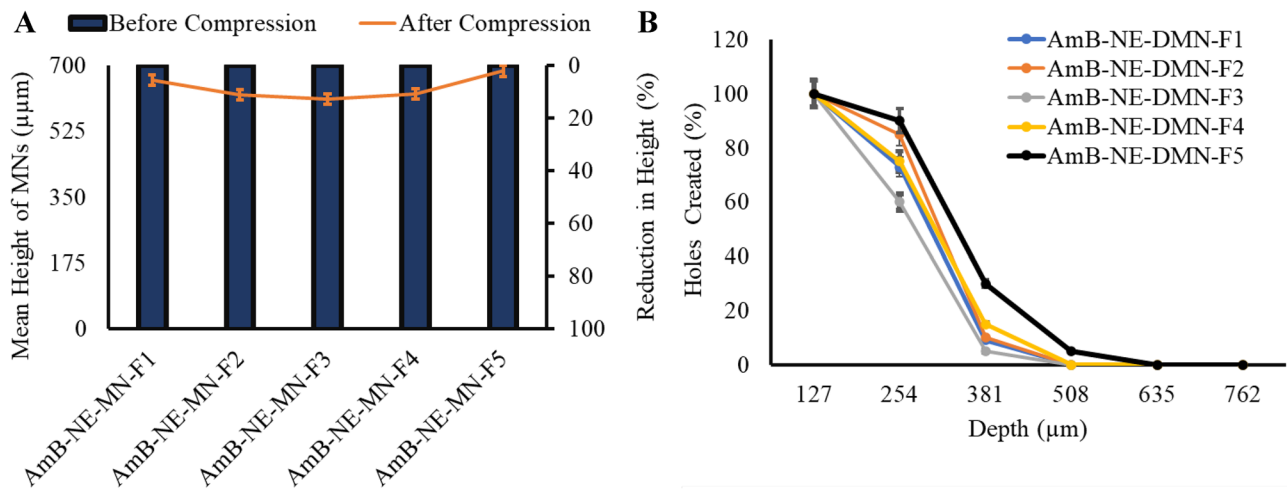 A
Before Compression
After Compression
Mean Height of MNs (µµm)
700
525
350
175
0
0
20
40
60
80
100
Reduction in Height (%)
AmB-NE-MN-F1
AmB-NE-MN-F2
AmB-NE-MN-F3
AmB-NE-MN-F4
AmB-NE-MN-F5
B
Holes Created (%)
120
100
80
60
40
20
0
AmB-NE-DMN-F1
AmB-NE-DMN-F2
AmB-NE-DMN-F3
AmB-NE-DMN-F4
AmB-NE-DMN-F5
127 254 381 508 635 762
Depth (µm)